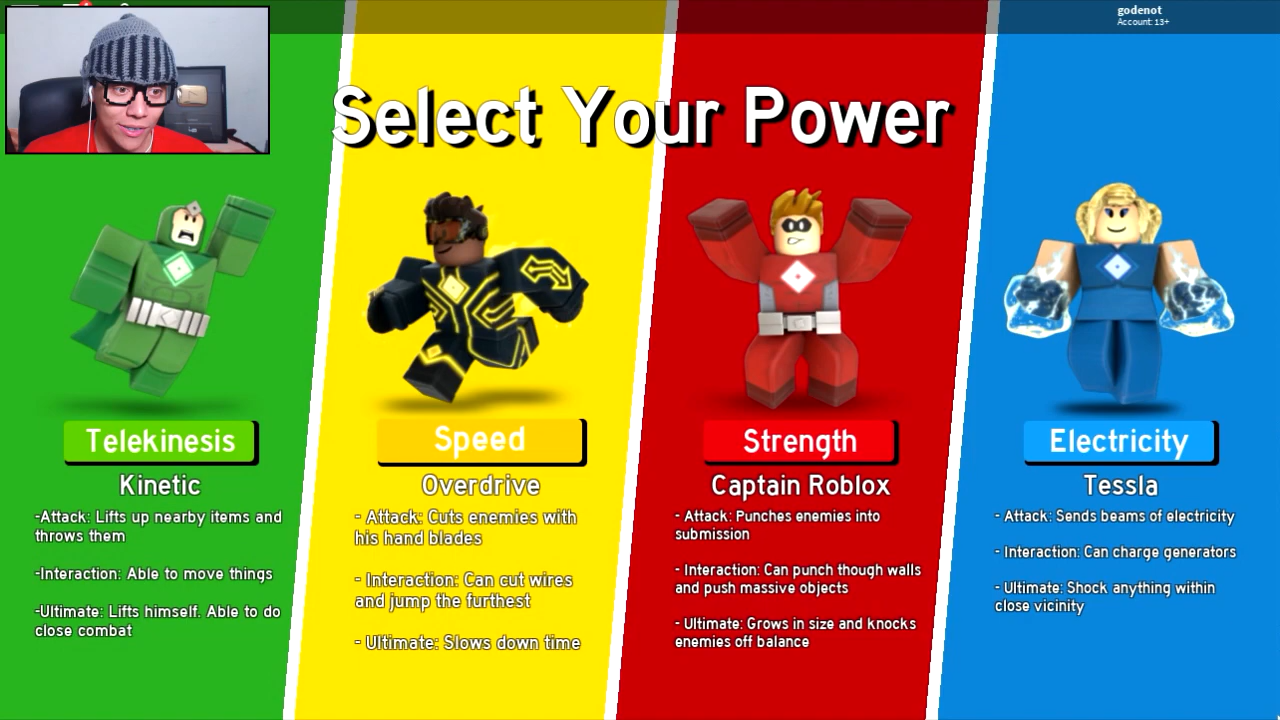 godenot
Account: 13+
Select Your Power
Telekinesis
Kinetic
-Attack: Lifts up nearby items and
throws them
-Interaction: Able to move things
-Ultimate: Lifts himself. Able to do
close combat
Speed
Overdrive
- Attack: Cuts enemies with
his hand blades
- Interaction: Can cut wires
and jump the furthest
- Ultimate: Slows down time
Strength
Captain Roblox
- Attack: Punches enemies into
submission
- Interaction: Can punch though walls
and push massive objects
- Ultimate: Grows in size and knocks
enemies off balance
Electricity
Tessla
- Attack: Sends beams of electricity
- Interaction: Can charge generators
- Ultimate: Shock anything within
close vicinity